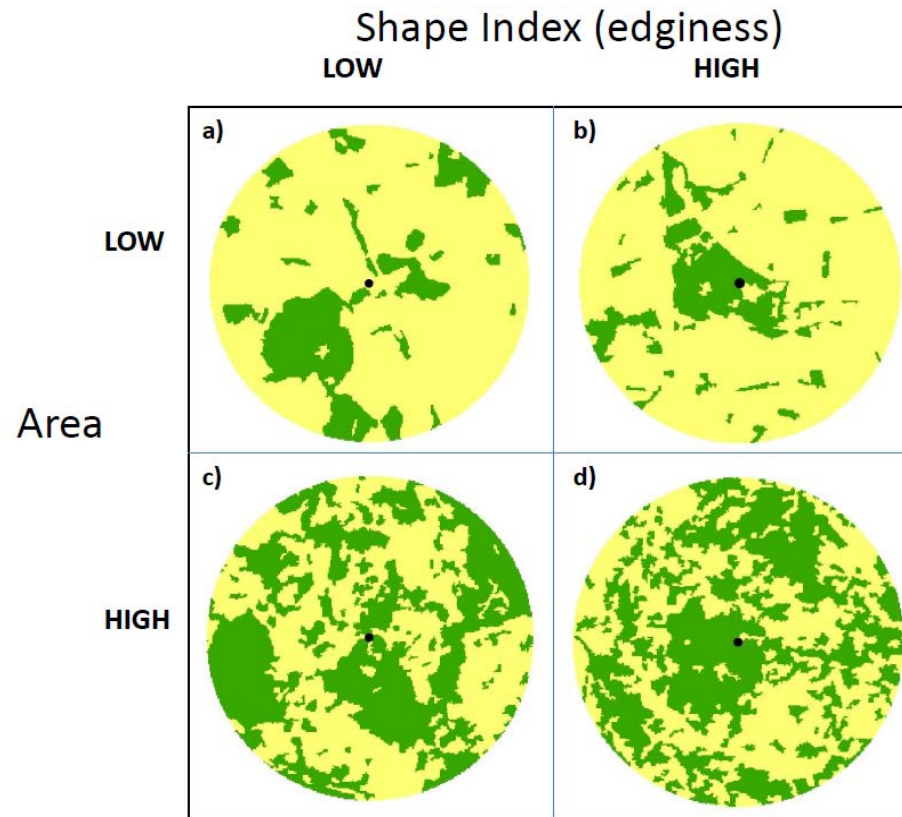 Shape Index (edginess)
LOW HIGH
a) b)
LOW
Area
c) d)
HIGH